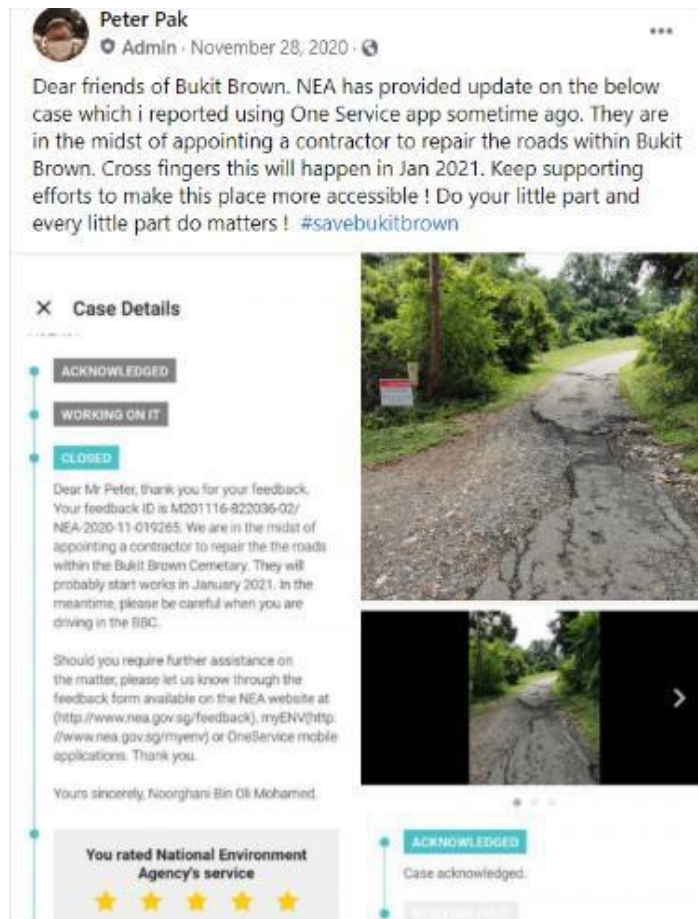 Peter Pak
Admin · November 28, 2020 ·
Dear friends of Bukit Brown. NEA has provided update on the below
case which i reported using One Service app sometime ago. They are
in the midst of appointing a contractor to repair the roads within Bukit
Brown. Cross fingers this will happen in Jan 2021. Keep supporting
efforts to make this place more accessible ! Do your little part and
every little part do matters ! #savebukitbrown
Case Details
ACKNOWLEDGED
WORKING ON IT
CLOSED
Dear Mr Peter, thank you for your feedback.
Your feedback ID is M201116-822036-02/
NEA-2020-11-019265. We are in the midst of
appointing a contractor to repair the the roads
within the Bukit Brown Cemetary. They will
probably start works in January 2021. In the
meantime, please be careful when you are
driving in the BBC.
Should you require further assistance on
the matter, please let us know through the
feedback form available on the NEA website at
(http://www.nea.gov.sg/feedback), myENV(http:
//www.nea.gov.sg/myenv) or OneService mobile
applications. Thank you.
Yours sincerely, Noorghani Bin Oli Mohamed.
You rated National Environment
Agency's service
ACKNOWLEDGED
Case acknowledged.